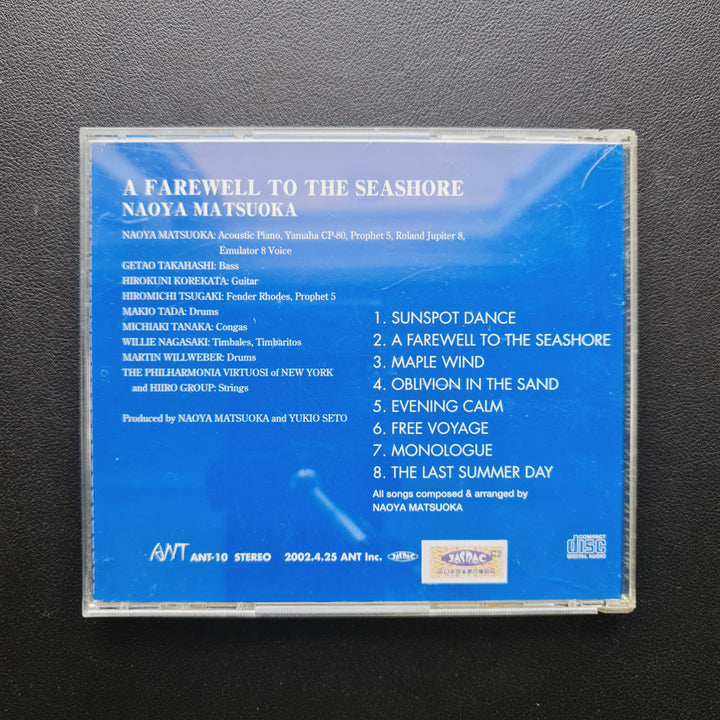 A FAREWELL TO THE SEASHORE
NAOYA MATSUOKA
NAOYA MATSUOKA: Acoustic Piano, Yamaha CP-80, Prophet 5, Roland Jupiter 8,
Emulator 8 Voice
GETAO TAKAHASHI: Bass
HIROKUNI KOREKATA: Guitar
HIROMICHI TSUGAKI: Fender Rhodes, Prophet 5
MAKIO TADA: Drums
MICHIAKI TANAKA: Congas
WILLIE NAGASAKI: Timbales, Timbaritos
MARTIN WILLWEBER: Drums
THE PHILHARMONIA VIRTUOSI of NEW YORK
and HIIRO GROUP: Strings
Produced by NAOYA MATSUOKA and YUKIO SETO
1. SUNSPOT DANCE
2. A FAREWELL TO THE SEASHORE
3. MAPLE WIND
4. OBLIVION IN THE SAND
5. EVENING CALM
6. FREE VOYAGE
7. MONOLOGUE
8. THE LAST SUMMER DAY
All songs composed & arranged by
NAOYA MATSUOKA
ANT ANT-10 STEREO 2002.4.25 ANT Inc. JASRAC
JASRAC C2
COMPACT
disc
DIGITAL AUDIO